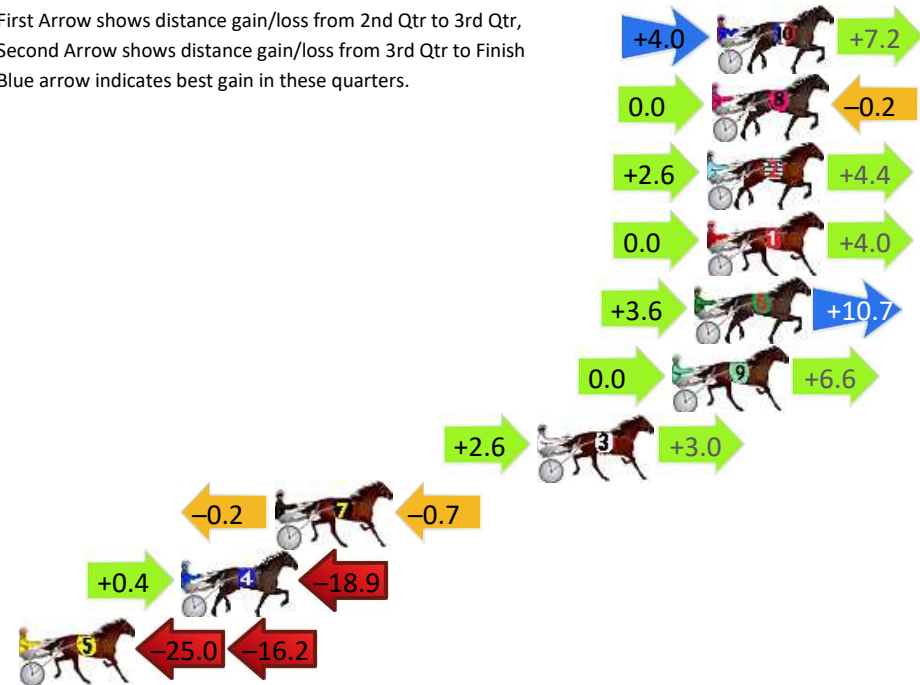 First Arrow shows distance gain/loss from 2nd Qtr to 3rd Qtr,
Second Arrow shows distance gain/loss from 3rd Qtr to Finish
Blue arrow indicates best gain in these quarters.
+4.0 10 +7.2
0.0 8 –0.2
+2.6 2 +4.4
0.0 1 +4.0
+3.6 6 +10.7
0.0 9 +6.6
+2.6 3 +3.0
–0.2 7 –0.7
+0.4 4 –18.9
5 –25.0 –16.2